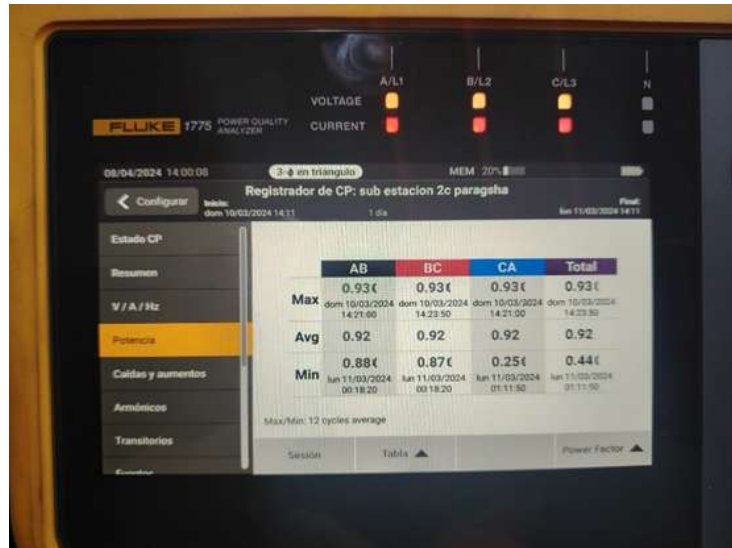 A/L1 B/L2 C/L3 N
VOLTAGE
FLUKE 1775 POWER QUALITY ANALYZER CURRENT
08/04/2024 14:00:08 3-ϕ en triángulo MEM 20%
Configurar Registrador de CP: sub estacion 2c paragsha
Inicio: Final:
dom 10/03/2024 14:11 1 día lun 11/03/2024 14:11
Estado CP
Resumen
V / A / Hz
Potencia
Caídas y aumentos
Armónicos
Transitorios
Eventos
AB BC CA Total
Max 0.93( 0.93( 0.93( 0.93(
dom 10/03/2024 dom 10/03/2024 dom 10/03/2024 dom 10/03/2024
14:21:00 14:23:50 14:21:00 14:23:50
Avg 0.92 0.92 0.92 0.92
Min 0.88( 0.87( 0.25( 0.44(
lun 11/03/2024 lun 11/03/2024 lun 11/03/2024 lun 11/03/2024
00:18:20 00:18:20 01:11:50 01:11:50
Max/Min: 12 cycles average
Sesión Tabla Power Factor